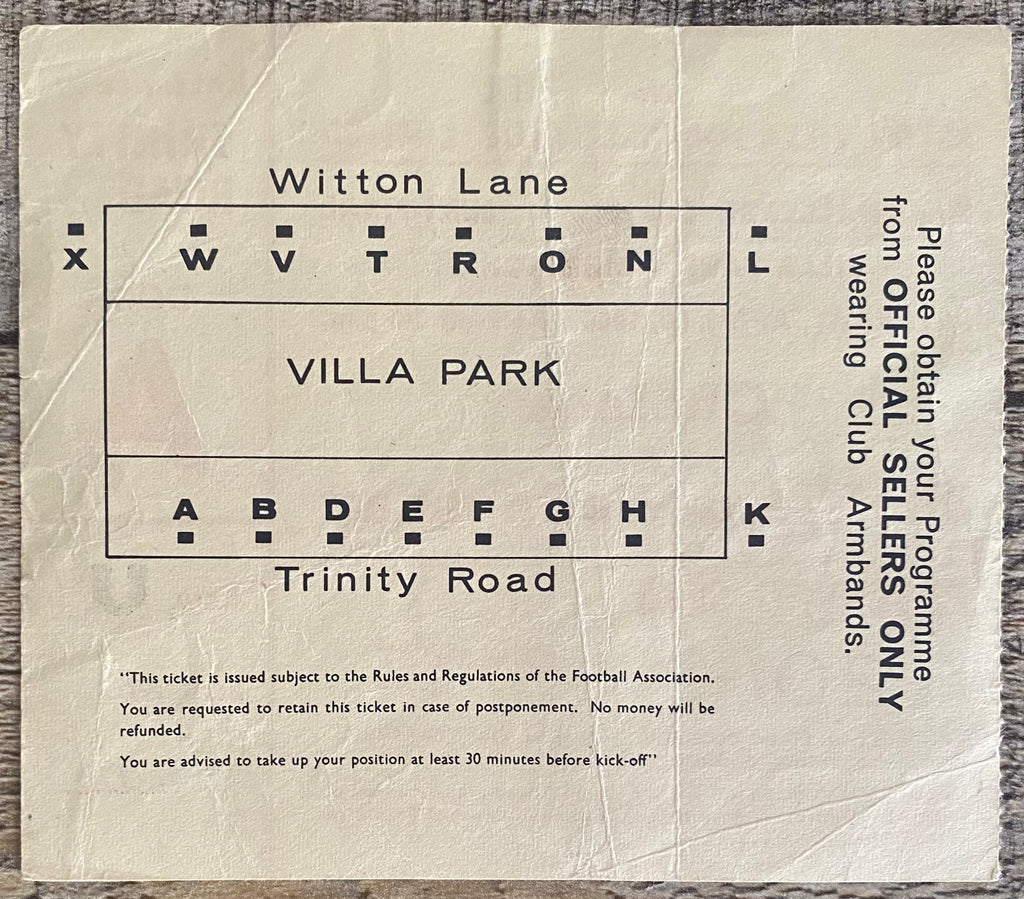 Witton Lane
X W V T R O N L
VILLA PARK
A B D E F G H K
Trinity Road
"This ticket is issued subject to the Rules and Regulations of the Football Association.
You are requested to retain this ticket in case of postponement. No money will be
refunded.
You are advised to take up your position at least 30 minutes before kick-off"
Please obtain your Programme
from OFFICIAL SELLERS ONLY
wearing Club Armbands.